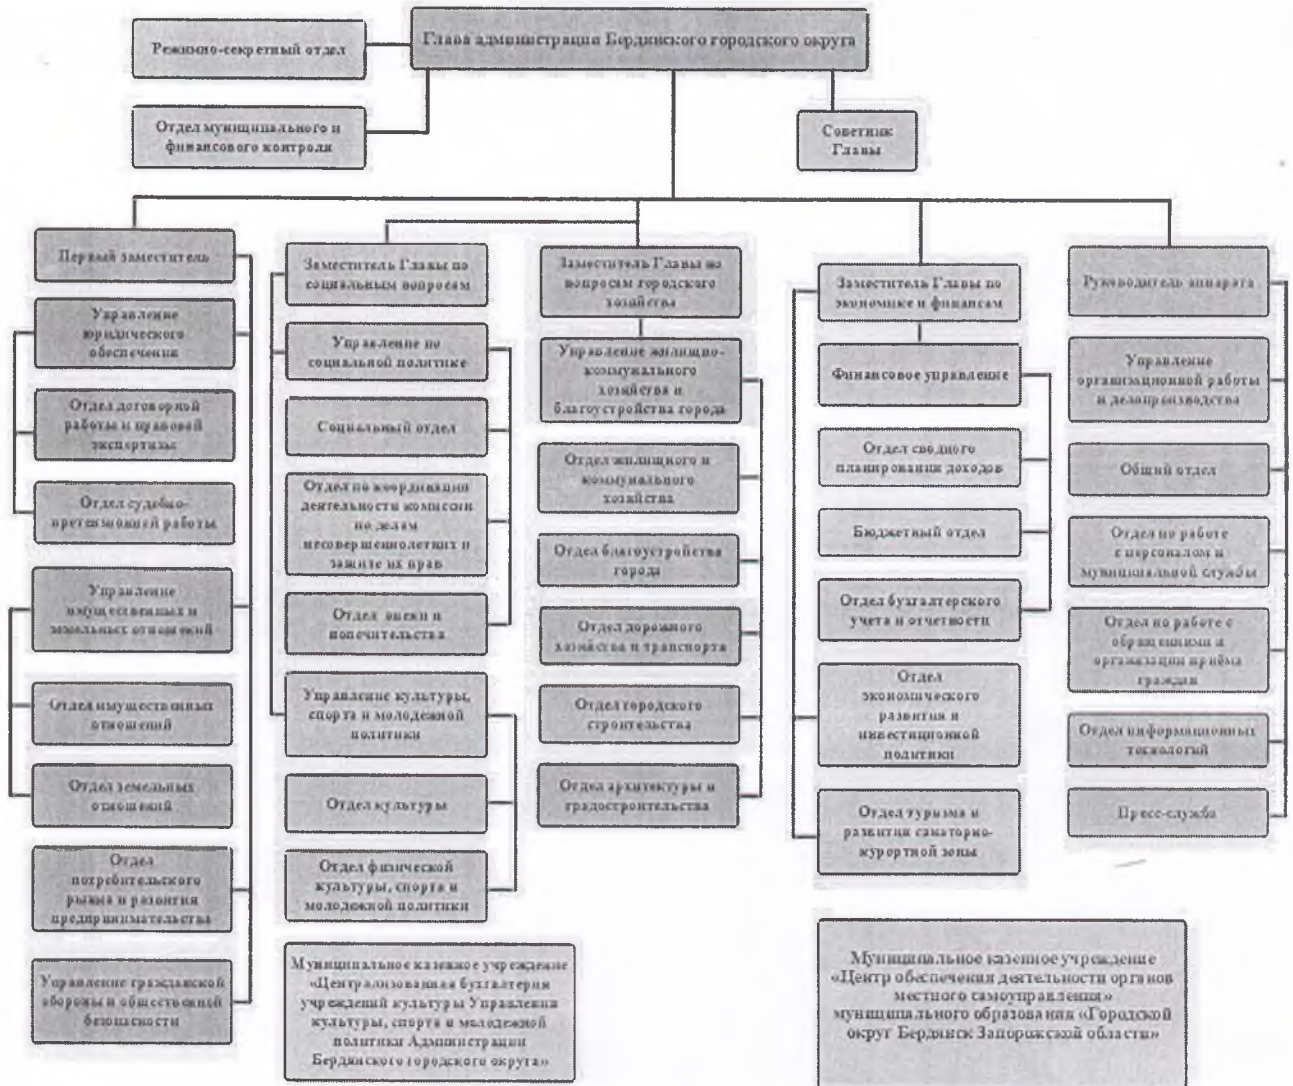 Глава администрации Бердянского городского округа
Режимно-секретный отдел
Отдел муниципального и
финансового контроля
Советник
Главы
Первый заместитель
Управление
юридического
обеспечения
Отдел договорной
работы и правовой
экспертизы
Отдел судебно-
претензионной работы
Управление
имущественных и
земельных отношений
Отдел имущественных
отношений
Отдел земельных
отношений
Отдел
потребительского
рынка и развития
предпринимательства
Управление гражданской
обороны и общественной
безопасности
Заместитель Главы по
социальным вопросам
Управление по
социальной политике
Социальный отдел
Отдел по координации
деятельности комиссии
по делам
несовершеннолетних и
защите их прав
Отдел опеки и
попечительства
Управление культуры,
спорта и молодежной
политики
Отдел культуры
Отдел физической
культуры, спорта и
молодежной политики
Муниципальное казенное учреждение
«Централизованная бухгалтерия
учреждений культуры Управления
культуры, спорта и молодежной
политики Администрации
Бердянского городского округа»
Заместитель Главы по
вопросам городского
хозяйства
Управление жилищно-
коммунального
хозяйства и
благоустройства города
Отдел жилищного и
коммунального
хозяйства
Отдел благоустройства
города
Отдел дорожного
хозяйства и транспорта
Отдел городского
строительства
Отдел архитектуры и
градостроительства
Заместитель Главы по
экономике и финансам
Финансовое управление
Отдел сводного
планирования доходов
Бюджетный отдел
Отдел бухгалтерского
учета и отчетности
Отдел
экономического
развития и
инвестиционной
политики
Отдел туризма и
развития санаторно-
курортной зоны
Муниципальное казенное учреждение
«Центр обеспечения деятельности органов
местного самоуправления»
муниципального образования «Городской
округ Бердянск Запорожской области»
Руководитель аппарата
Управление
организационной работы
и делопроизводства
Общий отдел
Отдел по работе
с персоналом и
муниципальной службы
Отдел по работе с
обращениями и
организации приёма
граждан
Отдел информационных
технологий
Пресс-служба